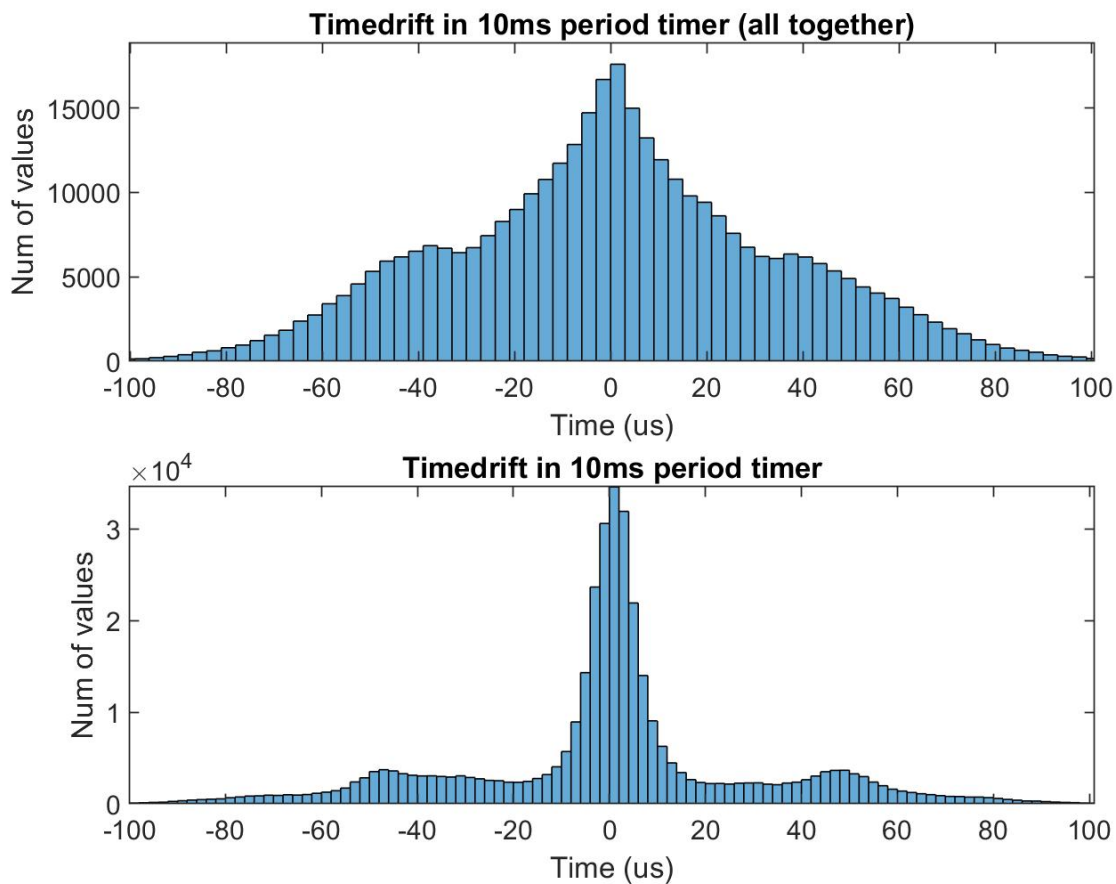 Timedrift in 10ms period timer (all together)
15000
10000
5000
0
Num of values
-100 -80 -60 -40 -20 0 20 40 60 80 100
Time (us)
×10⁴
Timedrift in 10ms period timer
3
2
1
0
Num of values
-100 -80 -60 -40 -20 0 20 40 60 80 100
Time (us)